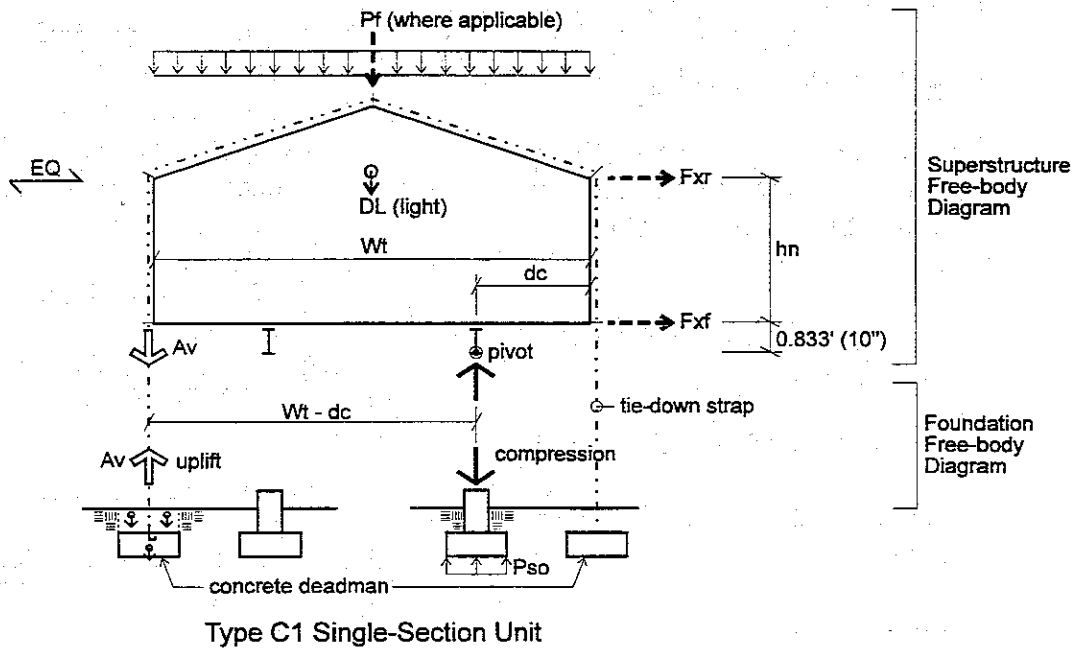 Pf (where applicable)
EQ
Fxr
DL (light)
Superstructure
Free-body
Diagram
Wt
hn
dc
Fxf
0.833' (10")
Av
pivot
Wt - dc
tie-down strap
Av
uplift
compression
Foundation
Free-body
Diagram
Pso
concrete deadman
Type C1 Single-Section Unit